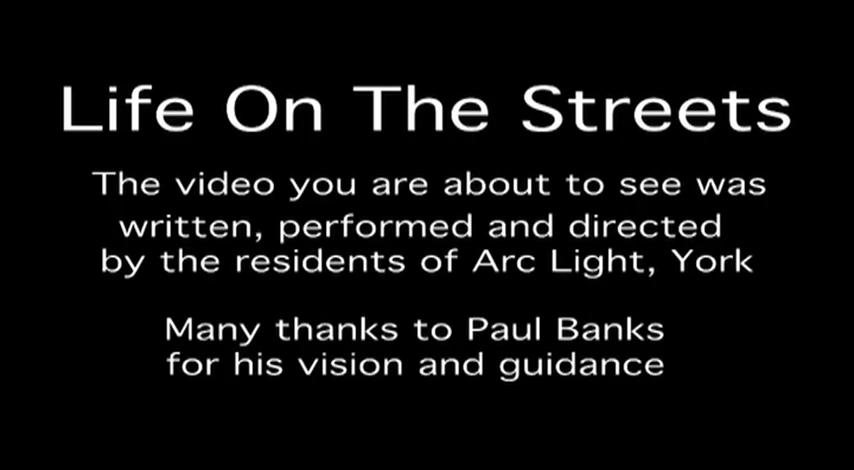 Life On The Streets
The video you are about to see was
written, performed and directed
by the residents of Arc Light, York
Many thanks to Paul Banks
for his vision and guidance